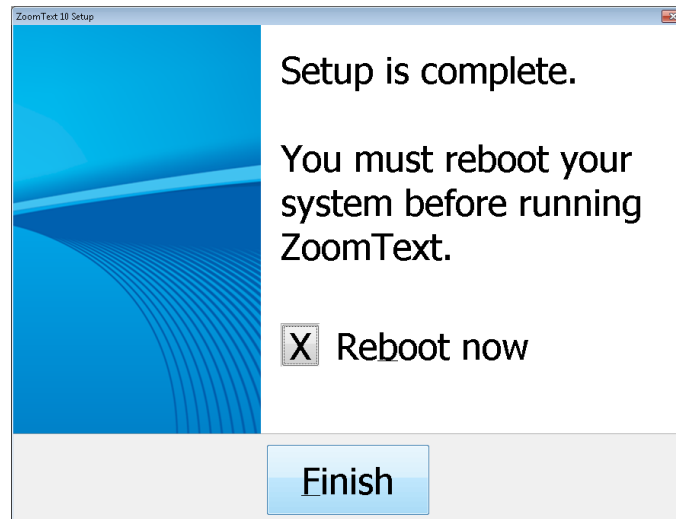 ZoomText 10 Setup
Setup is complete.
You must reboot your
system before running
ZoomText.
X Reboot now
Finish